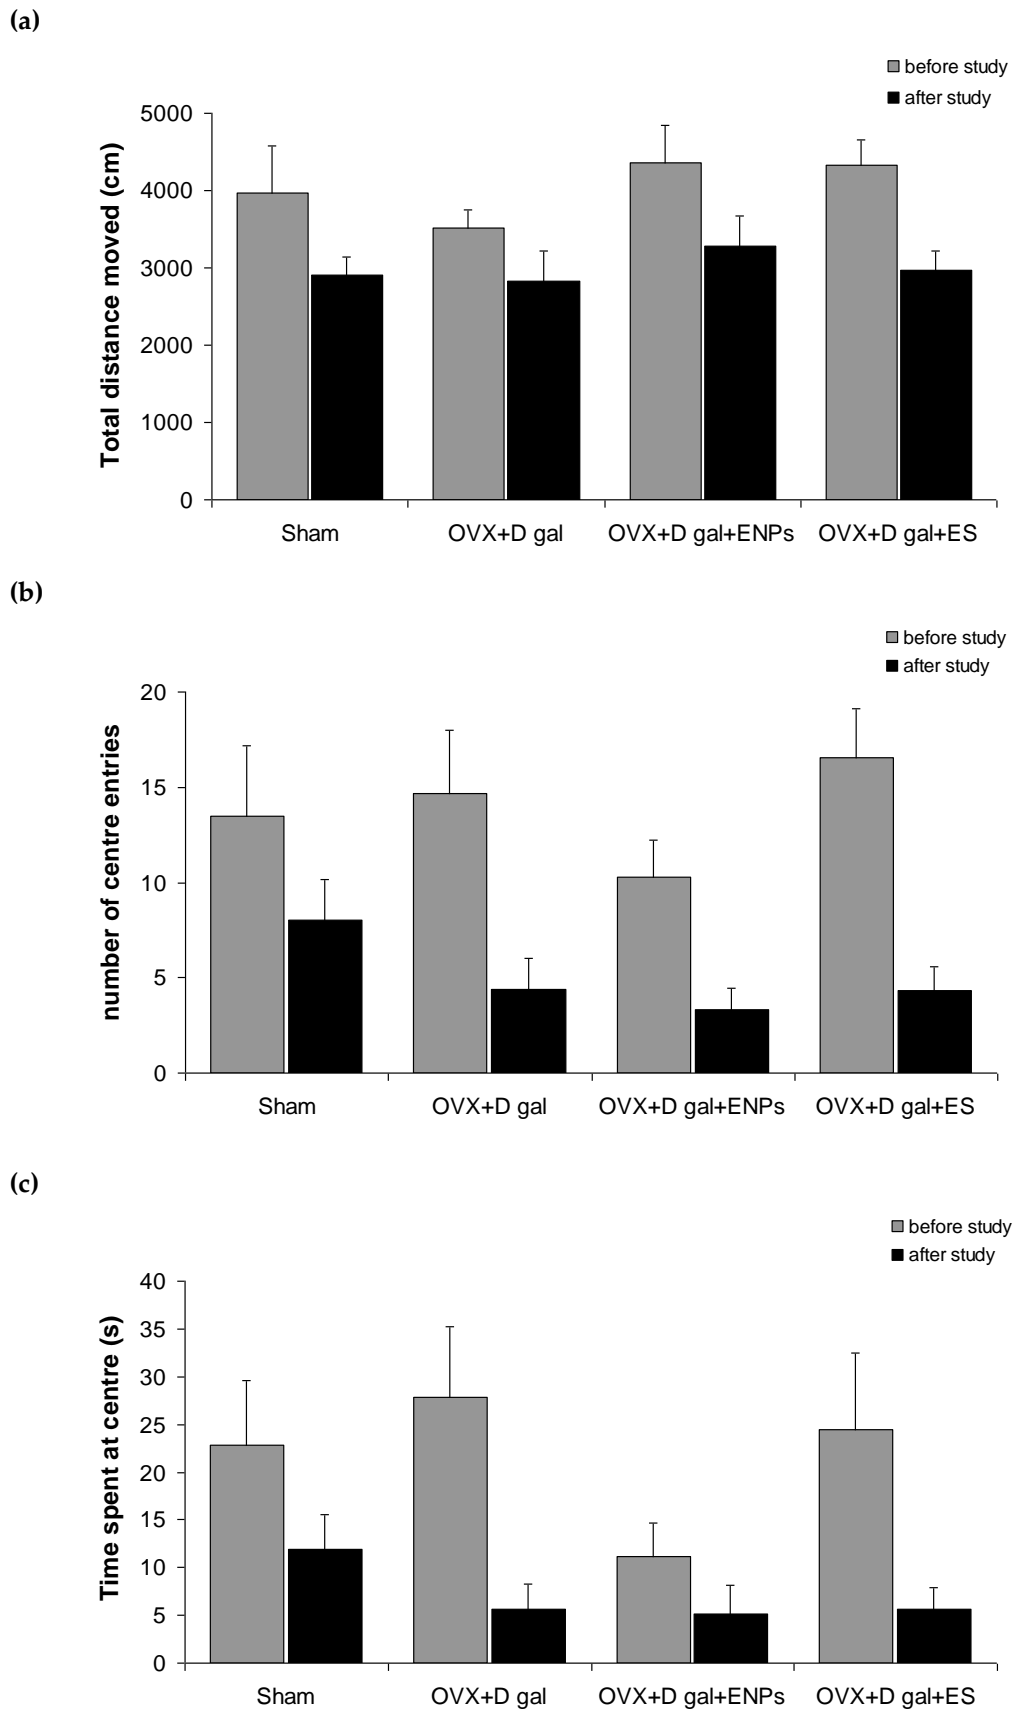 (a)
before study
after study
Total distance moved (cm)
5000
4000
3000
2000
1000
0
Sham OVX+D gal OVX+D gal+ENPs OVX+D gal+ES
(b)
before study
after study
number of centre entries
20
15
10
5
0
Sham OVX+D gal OVX+D gal+ENPs OVX+D gal+ES
(c)
before study
after study
Time spent at centre (s)
40
35
30
25
20
15
10
5
0
Sham OVX+D gal OVX+D gal+ENPs OVX+D gal+ES